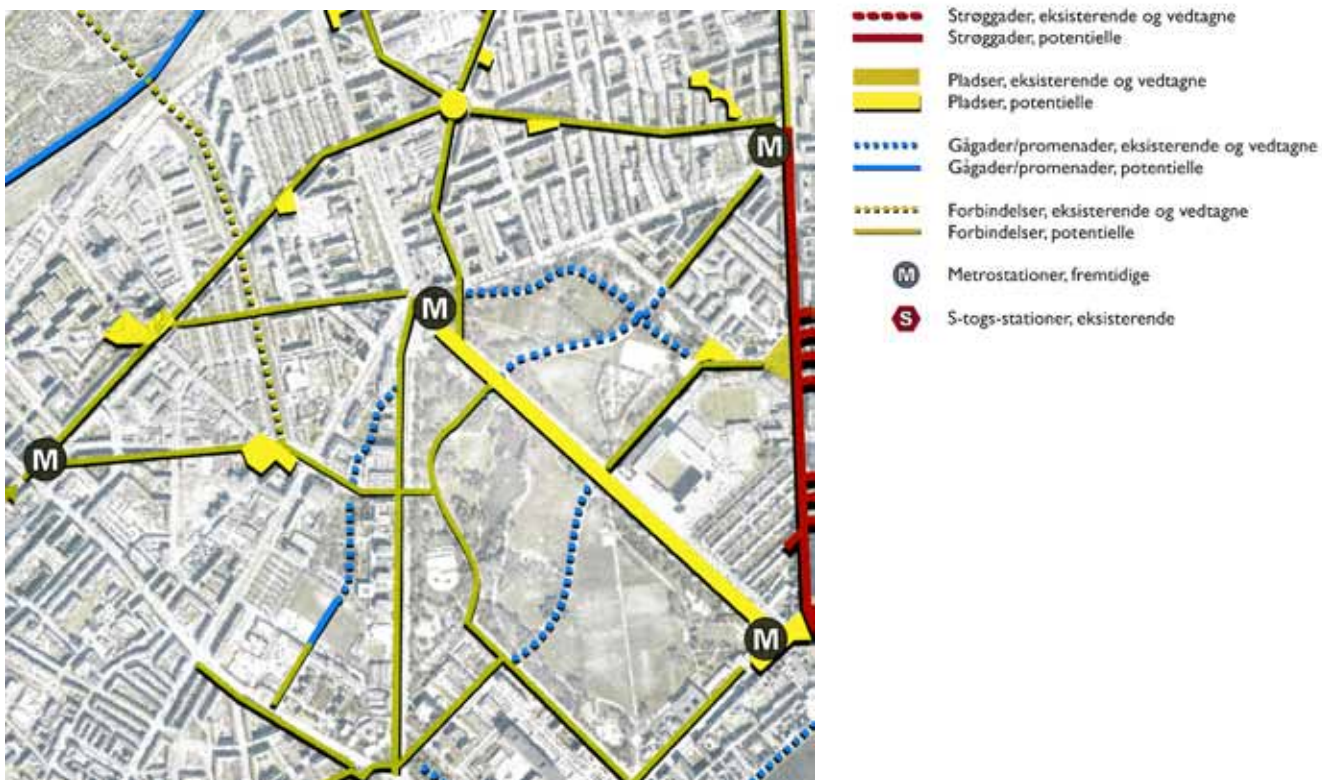 Strøggader, eksisterende og vedtagne
Strøggader, potentielle
Pladser, eksisterende og vedtagne
Pladser, potentielle
Gågader/promenader, eksisterende og vedtagne
Gågader/promenader, potentielle
Forbindelser, eksisterende og vedtagne
Forbindelser, potentielle
M Metrostationer, fremtidige
S S-togs-stationer, eksisterende
M
M
M
M